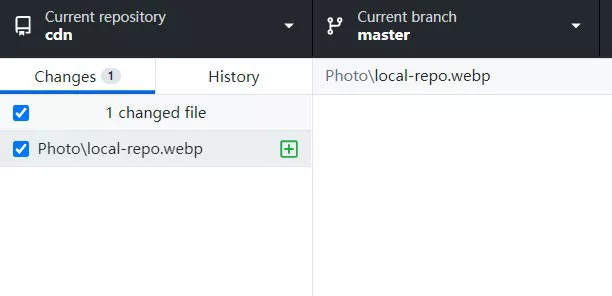 Current repository
cdn
Current branch
master
Changes 1
History
Photo\local-repo.webp
1 changed file
Photo\local-repo.webp